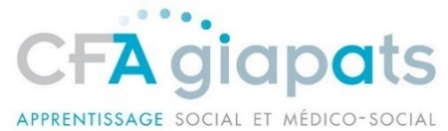 CFA giapats
APPRENTISSAGE SOCIAL ET MÉDICO-SOCIAL